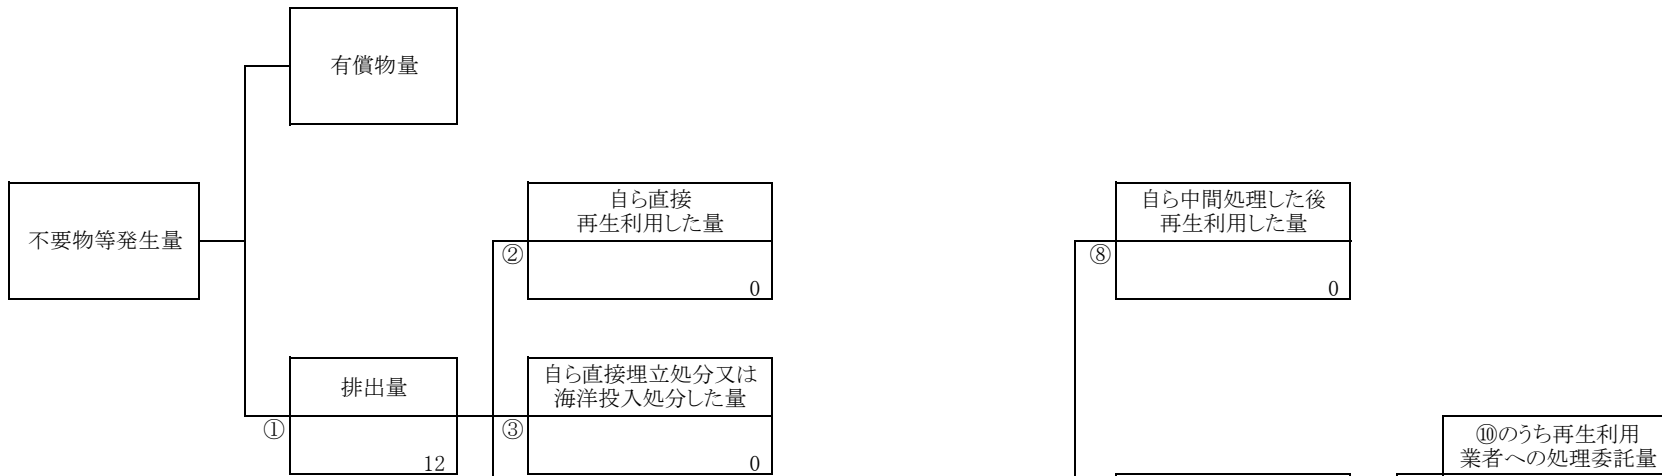 有償物量
不要物等発生量
自ら直接
再生利用した量
②
0
自ら中間処理した後
再生利用した量
⑧
0
排出量
①
12
自ら直接埋立処分又は
海洋投入処分した量
③
0
⑩のうち再生利用
業者への処理委託量